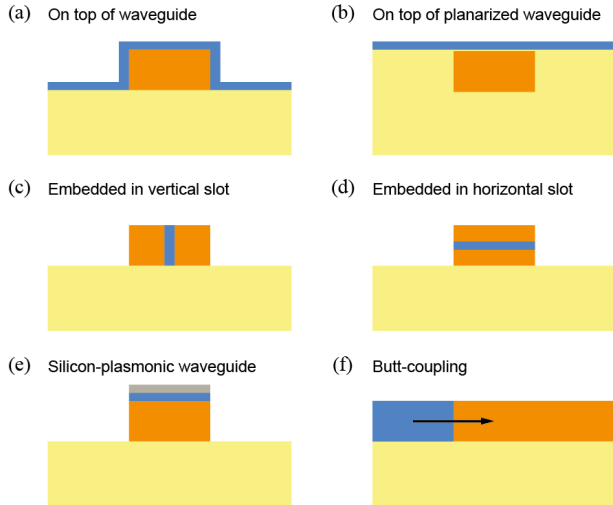 (a) On top of waveguide
(b) On top of planarized waveguide
(c) Embedded in vertical slot
(d) Embedded in horizontal slot
(e) Silicon-plasmonic waveguide
(f) Butt-coupling